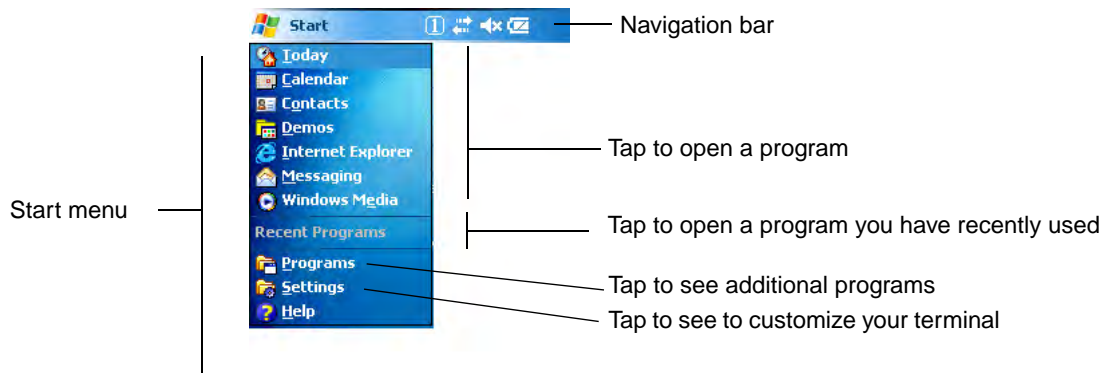 Start 1
Navigation bar
Today
Calendar
Contacts
Demos
Internet Explorer
Messaging
Windows Media
Tap to open a program
Start menu
Recent Programs
Tap to open a program you have recently used
Programs
Settings
Help
Tap to see additional programs
Tap to see to customize your terminal